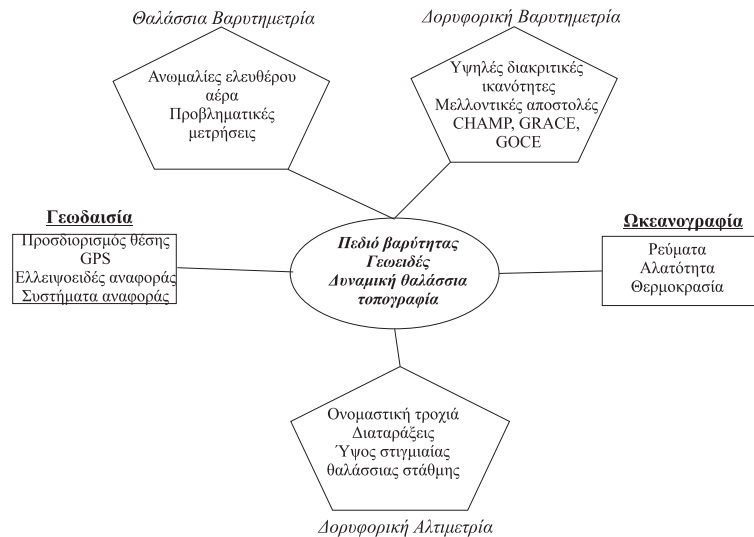 Θαλάσσια Βαρυτημετρία
Ανωμαλίες ελευθέρου
αέρα
Προβληματικές
μετρήσεις
Δορυφορική Βαρυτημετρία
Υψηλές διακριτικές
ικανότητες
Μελλοντικές αποστολές
CHAMP, GRACE,
GOCE
Γεωδαισία
Προσδιορισμός θέσης
GPS
Ελλειψοειδές αναφοράς
Συστήματα αναφοράς
Πεδιό βαρύτητας
Γεωειδές
Δυναμική θαλάσσια
τοπογραφία
Ωκεανογραφία
Ρεύματα
Αλατότητα
Θερμοκρασία
Ονομαστική τροχιά
Διαταράξεις
Ύψος στιγμιαίας
θαλάσσιας στάθμης
Δορυφορική Αλτιμετρία